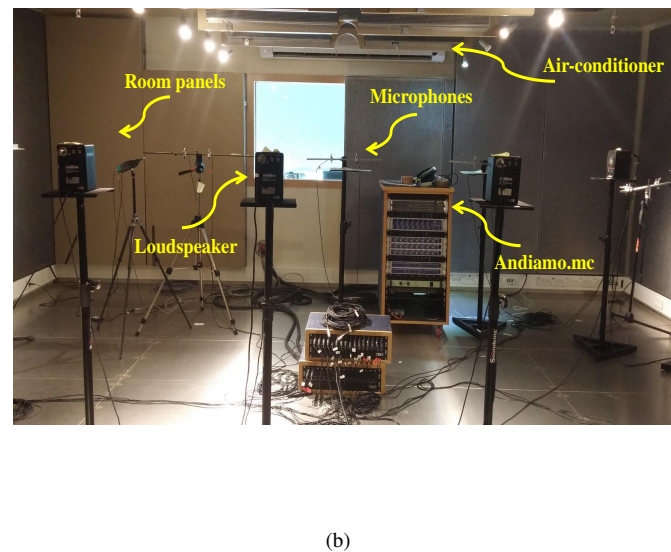 Air-conditioner
Room panels
Microphones
Loudspeaker
Andiamo.mc
(b)